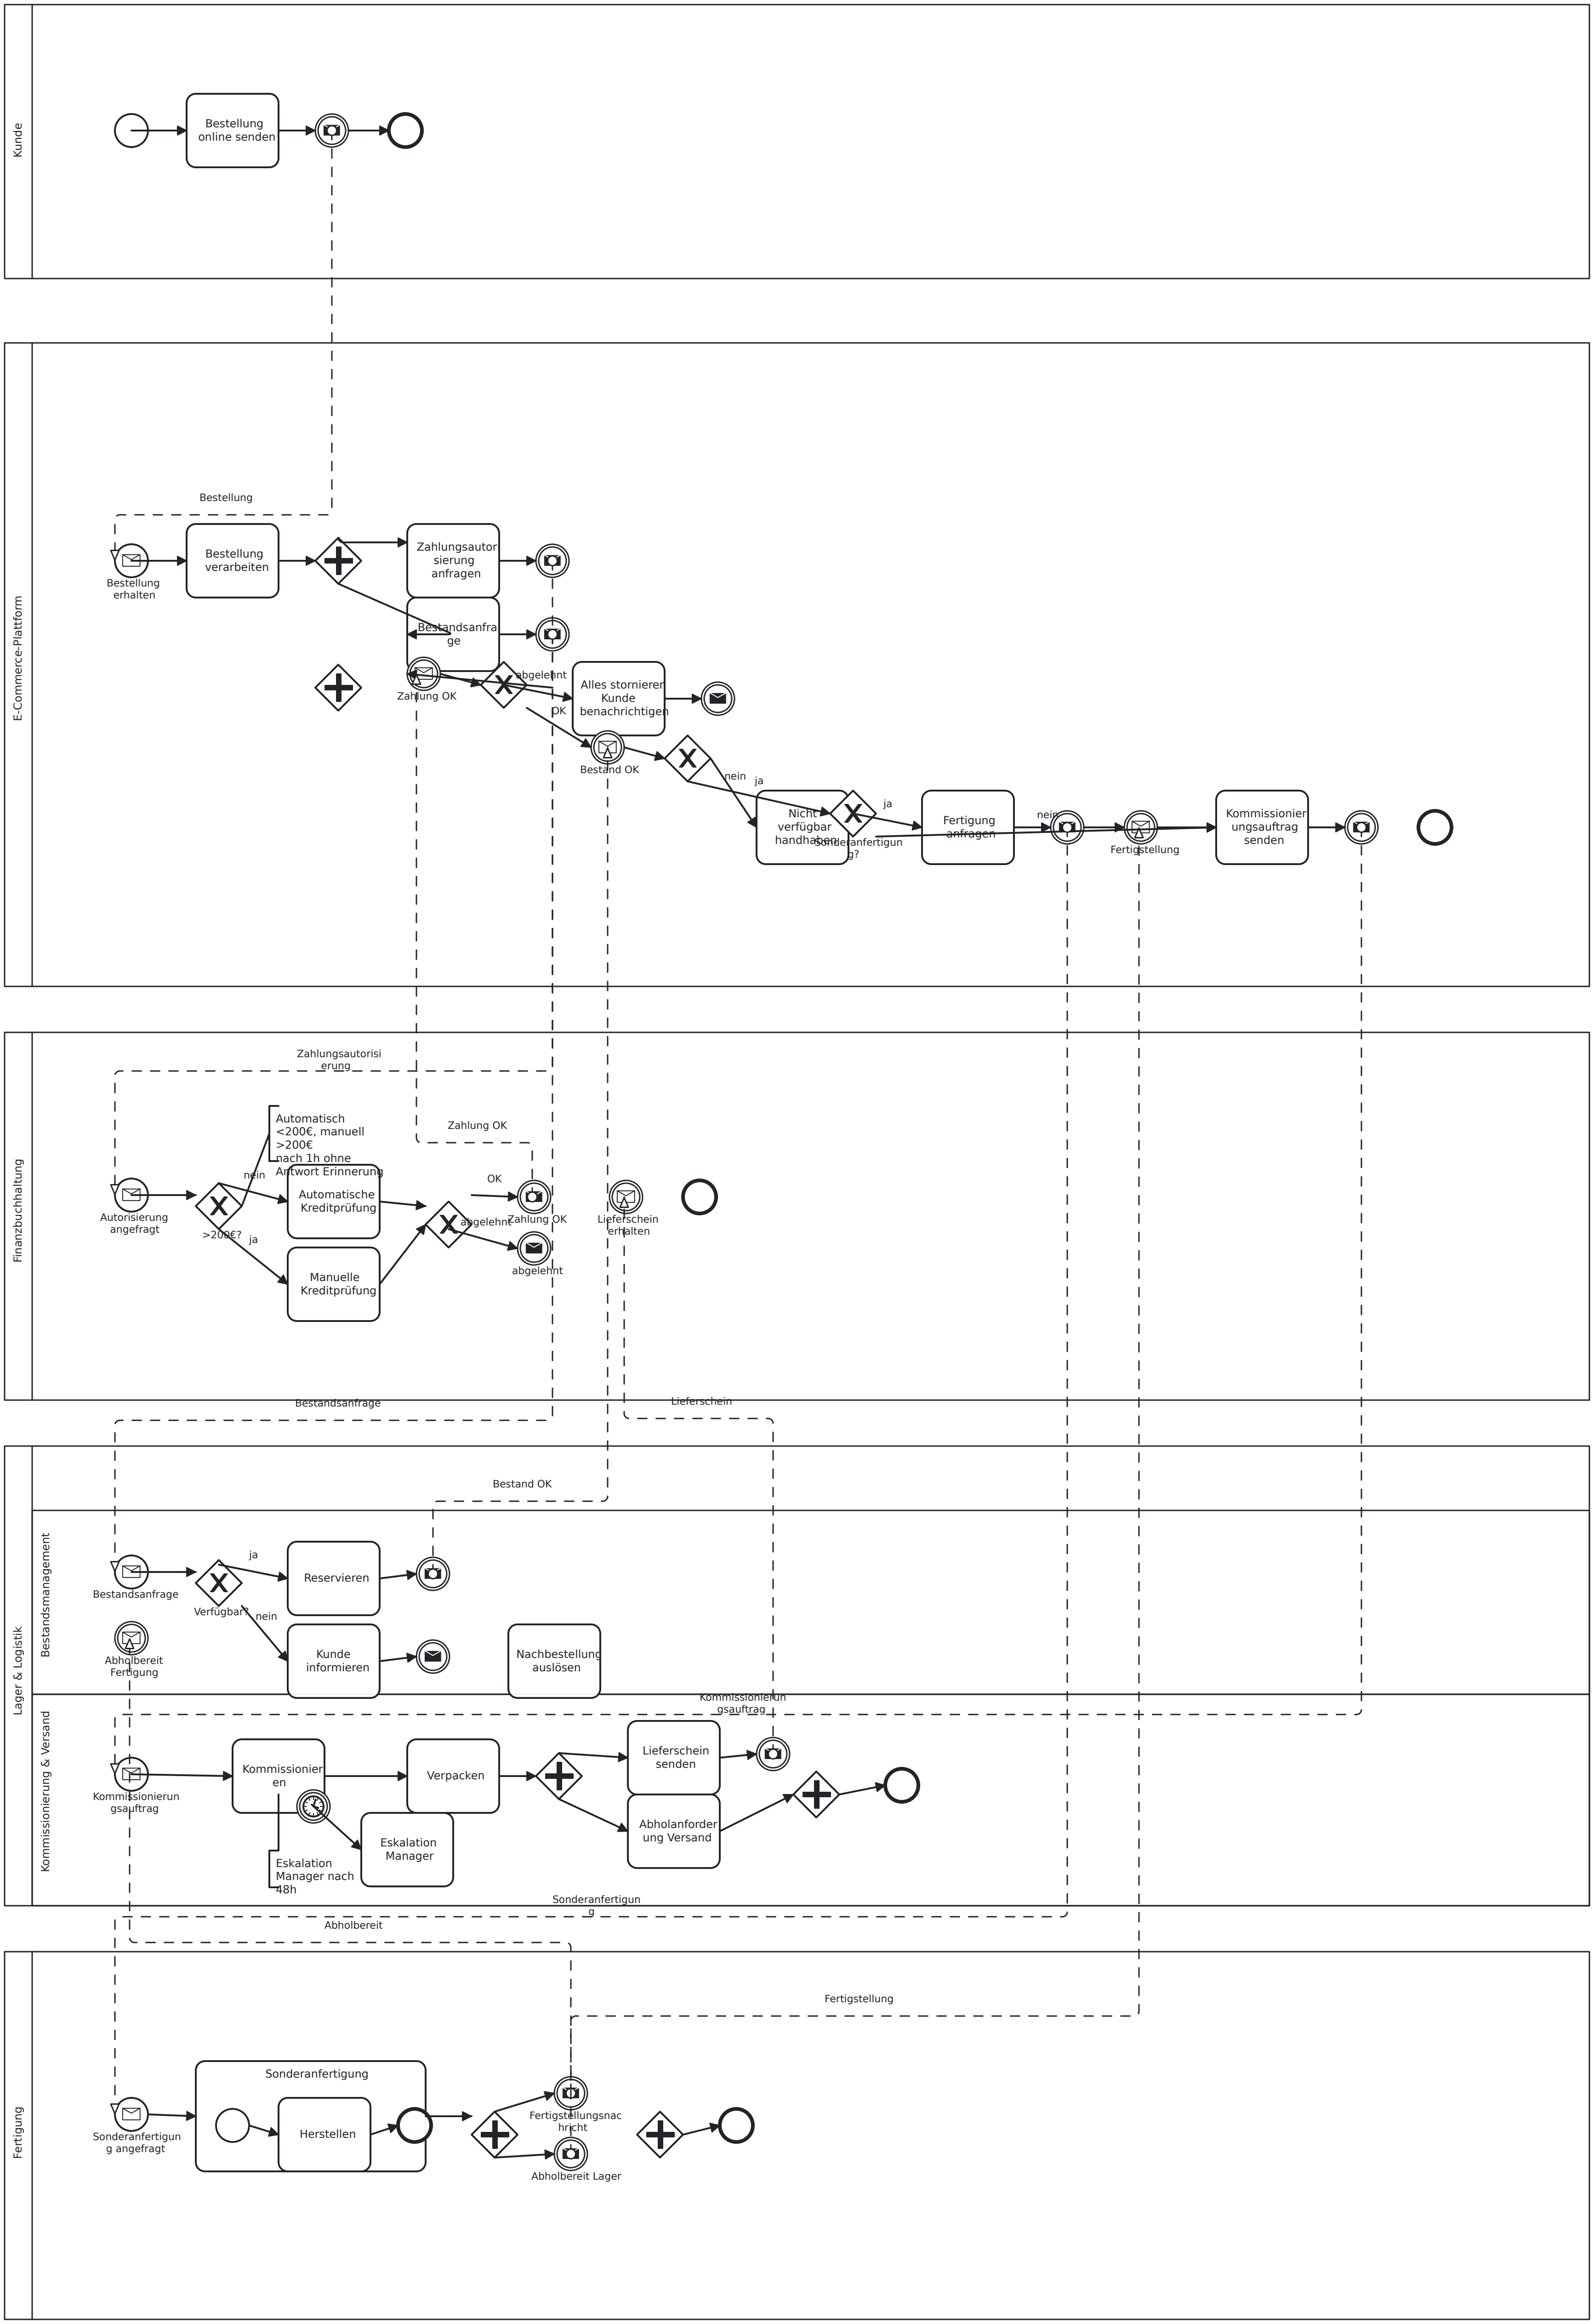 Kunde
Bestellung
online senden
E-Commerce-Plattform
Bestellung
Bestellung
erhalten
Bestellung
verarbeiten
Zahlungsautor
sierung
anfragen
Bestandsanfra
ge
Zahlung OK
abgelehnt
OK
Alles stornieren
Kunde
benachrichtigen
Bestand OK
nein
ja
Nicht
verfügbar
handhaben
Sonderanfertigun
g?
ja
Fertigung
anfragen
nein
Fertigstellung
Kommissionier
ungsauftrag
senden
Finanzbuchhaltung
Zahlungsautorisi
erung
Automatisch
<200€, manuell
>200€
nach 1h ohne
Antwort Erinnerung
Zahlung OK
Autorisierung
angefragt
nein
>200€?
ja
Automatische
Kreditprüfung
Manuelle
Kreditprüfung
OK
abgelehnt
Zahlung OK
abgelehnt
Lieferschein
erhalten
Bestandsanfrage
Lieferschein
Lager & Logistik
Bestandsmanagement
Bestand OK
Bestandsanfrage
ja
Verfügbar?
nein
Reservieren
Kunde
informieren
Nachbestellung
auslösen
Abholbereit
Fertigung
Kommissionierung & Versand
Kommissionierun
gsauftrag
Kommissionierun
gsauftrag
Kommissionier
en
Verpacken
Eskalation
Manager
Eskalation
Manager nach
48h
Lieferschein
senden
Abholanforder
ung Versand
Sonderanfertigun
g
Abholbereit
Fertigung
Fertigstellung
Sonderanfertigun
g angefragt
Sonderanfertigung
Herstellen
Fertigstellungsnac
hricht
Abholbereit Lager